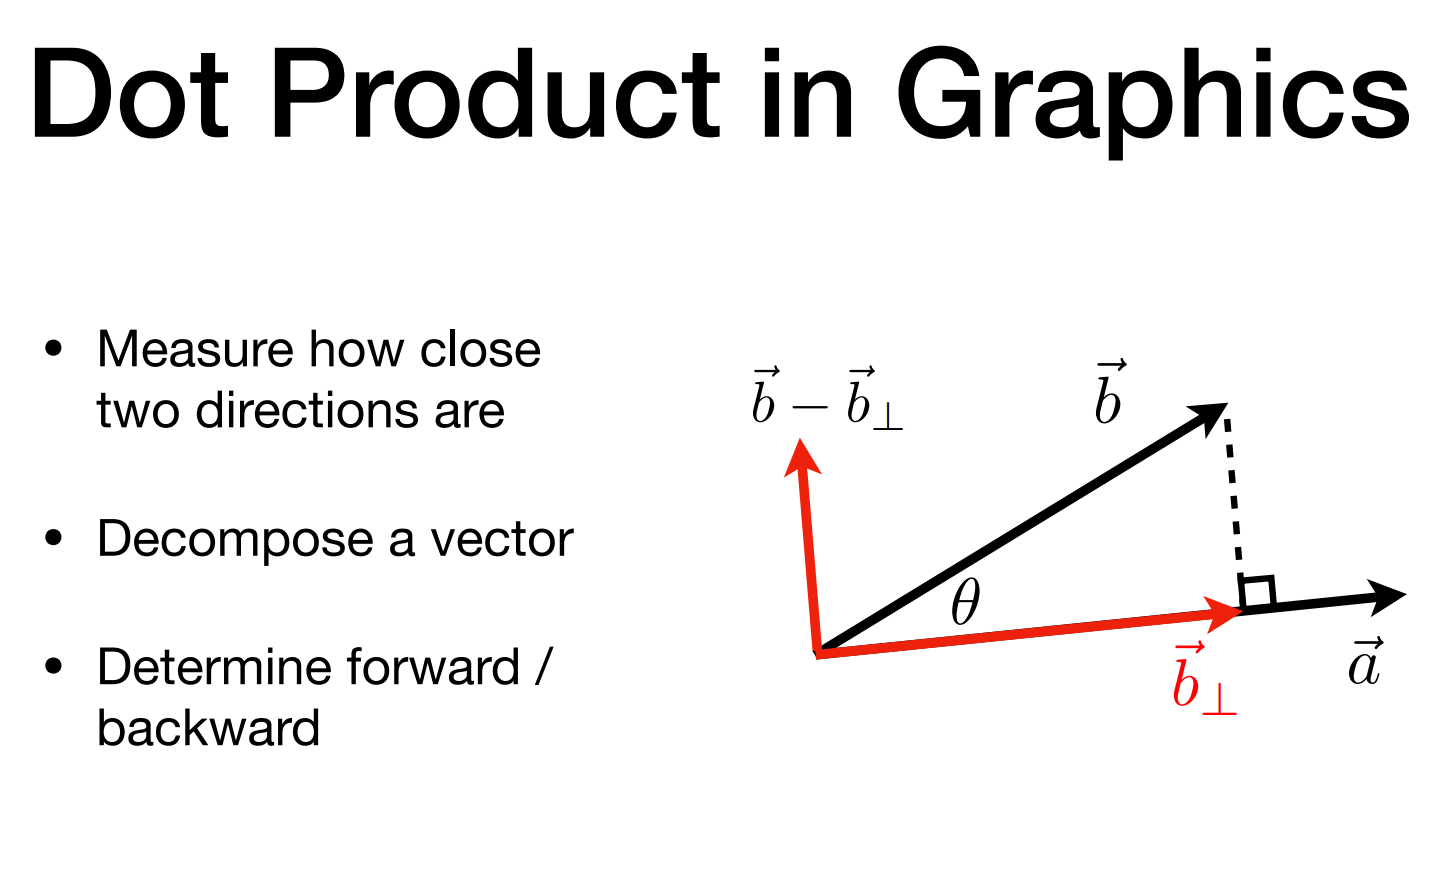 Dot Product in Graphics
• Measure how close
two directions are
• Decompose a vector
• Determine forward /
backward
$\vec{b} - \vec{b}_\perp$
$\vec{b}$
$\theta$
$\vec{b}_\perp$
$\vec{a}$